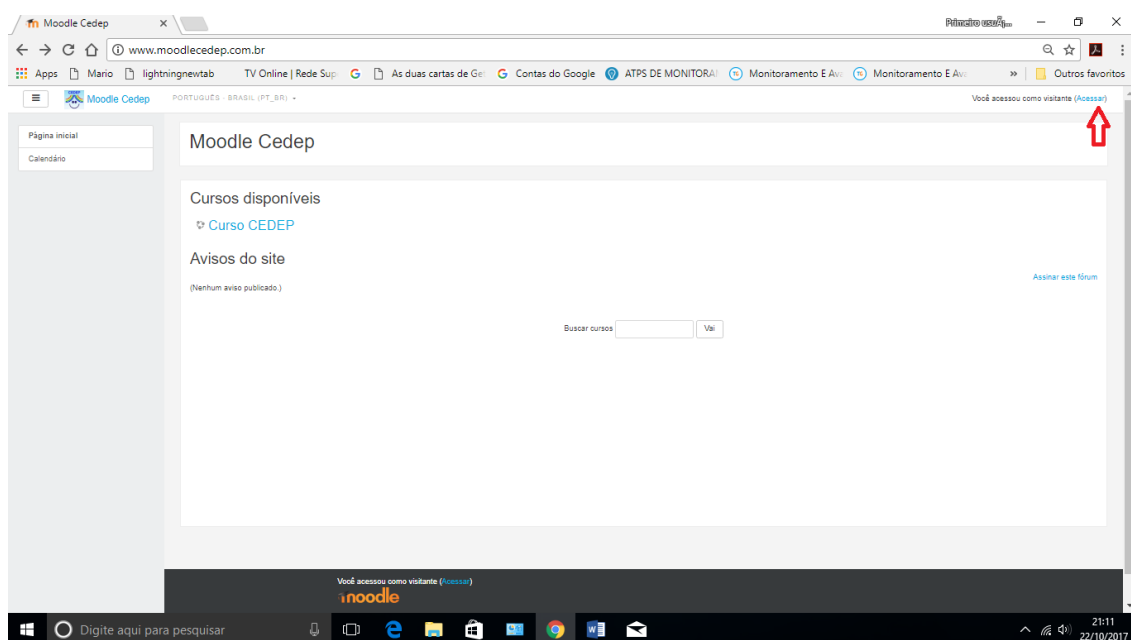 Moodle Cedep
www.moodlecedep.com.br
Apps Mario lightningnewtab TV Online | Rede Sup As duas cartas de Get Contas do Google ATPS DE MONITORA Monitoramento E Ava Monitoramento E Ava » Outros favoritos
Moodle Cedep PORTUGUÊS - BRASIL (PT_BR) Você acessou como visitante (Acessar)
Página inicial
Calendário
Moodle Cedep
Cursos disponíveis
Curso CEDEP
Avisos do site
Assinar este fórum
(Nenhum aviso publicado.)
Buscar cursos Vai
Você acessou como visitante (Acessar)
moodle
Digite aqui para pesquisar
21:11
22/10/2017